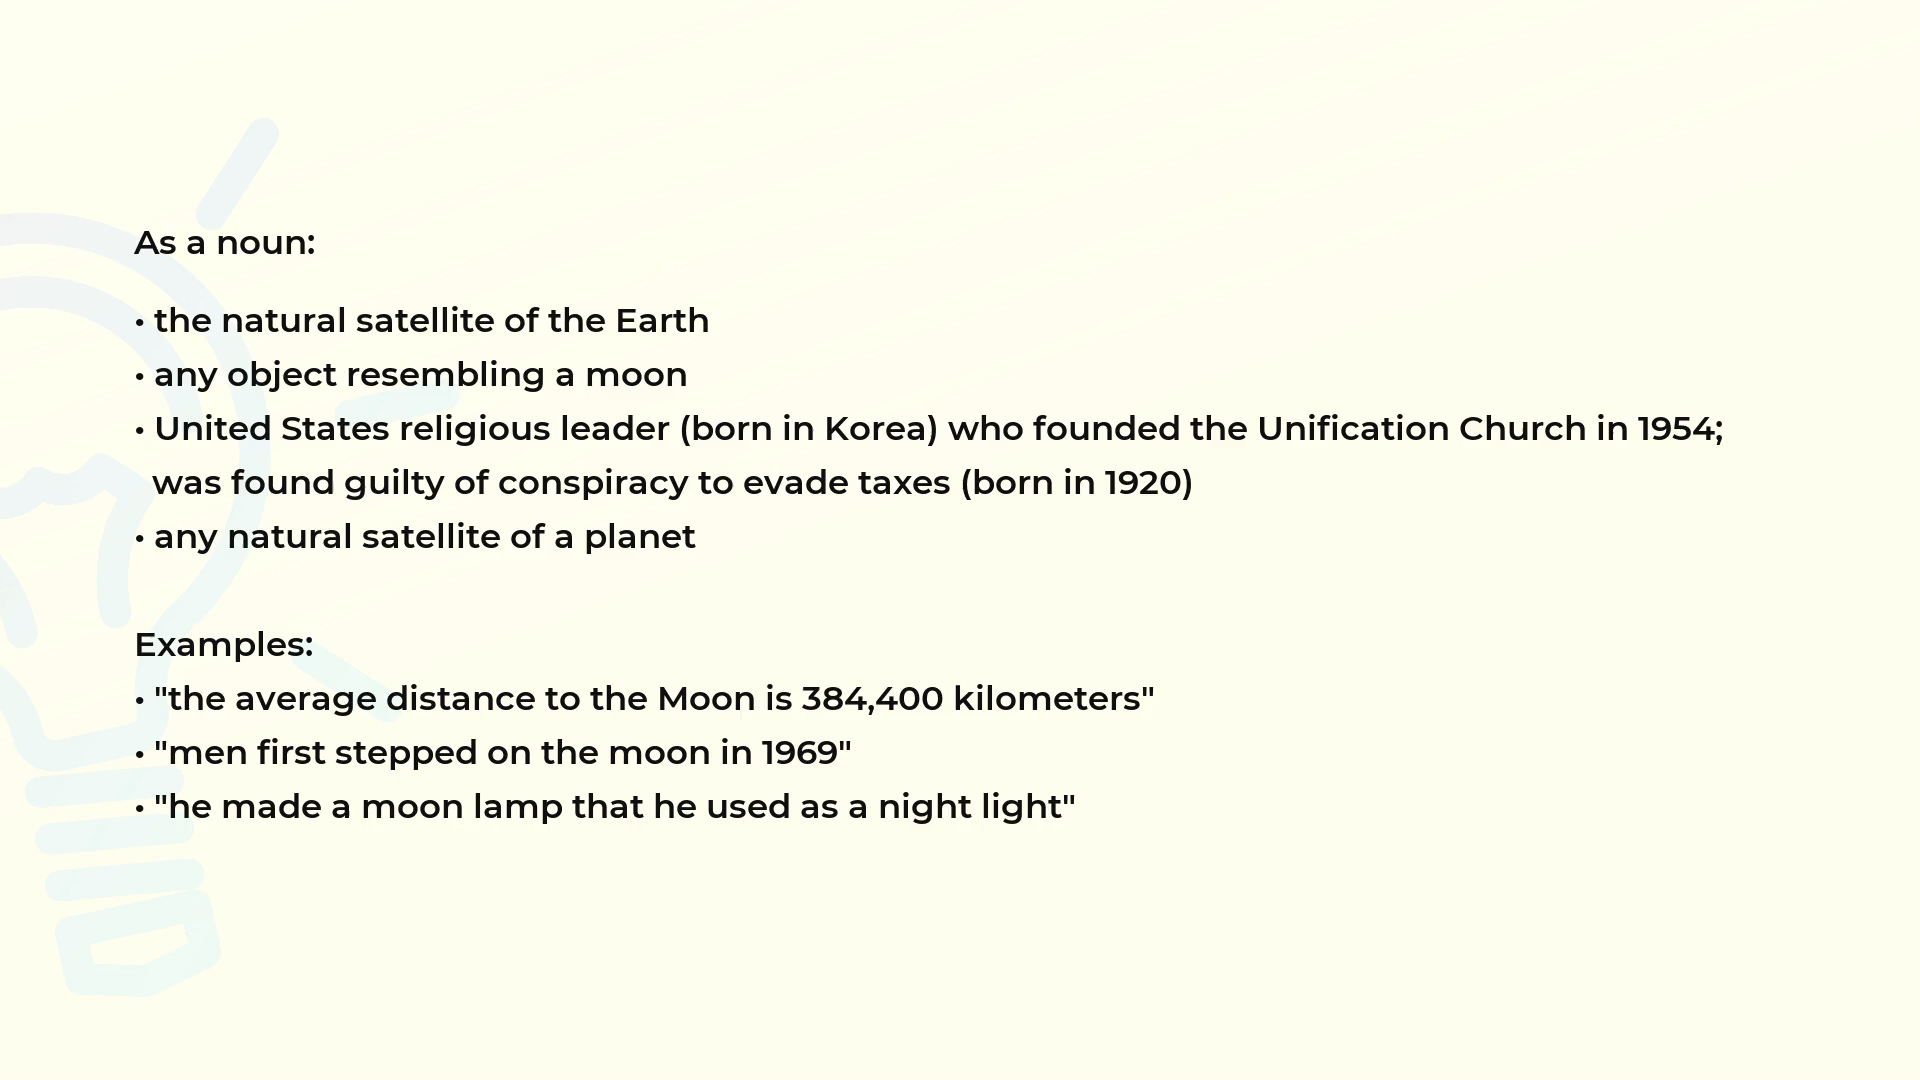 As a noun:
• the natural satellite of the Earth
• any object resembling a moon
• United States religious leader (born in Korea) who founded the Unification Church in 1954;
was found guilty of conspiracy to evade taxes (born in 1920)
• any natural satellite of a planet
Examples:
• "the average distance to the Moon is 384,400 kilometers"
• "men first stepped on the moon in 1969"
• "he made a moon lamp that he used as a night light"